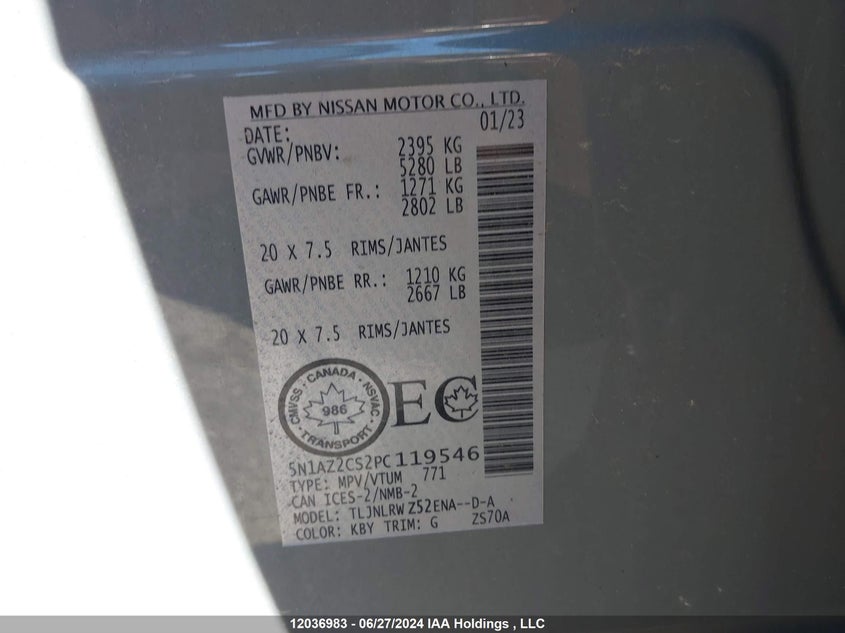 MFD BY NISSAN MOTOR CO., LTD.
DATE: 01/23
GVWR/PNBV: 2395 KG
5280 LB
GAWR/PNBE FR.: 1271 KG
2802 LB
20 X 7.5 RIMS/JANTES
GAWR/PNBE RR.: 1210 KG
2667 LB
20 X 7.5 RIMS/JANTES
CMVSS · CANADA · NSVAC · TRANSPORT ·
986
EC
5N1AZ2CS2PC119546
TYPE: MPV/VTUM 771
CAN ICES-2/NMB-2
MODEL: TLJNLRW Z52ENA--D-A
COLOR: KBY TRIM: G ZS70A
12036983 - 06/27/2024 IAA Holdings , LLC